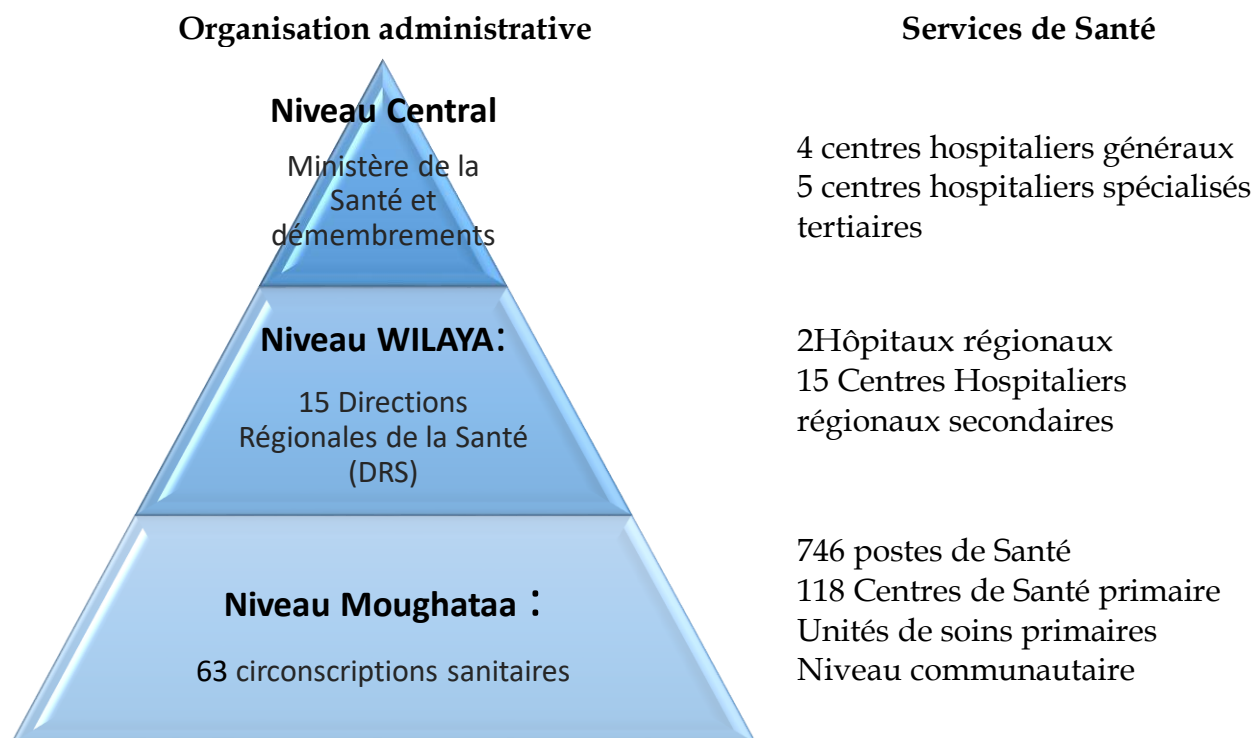 Organisation administrative
Services de Santé
Niveau Central
Ministère de la
Santé et
démembrements
4 centres hospitaliers généraux
5 centres hospitaliers spécialisés
tertiaires
Niveau WILAYA:
15 Directions
Régionales de la Santé
(DRS)
2Hôpitaux régionaux
15 Centres Hospitaliers
régionaux secondaires
Niveau Moughataa :
63 circonscriptions sanitaires
746 postes de Santé
118 Centres de Santé primaire
Unités de soins primaires
Niveau communautaire